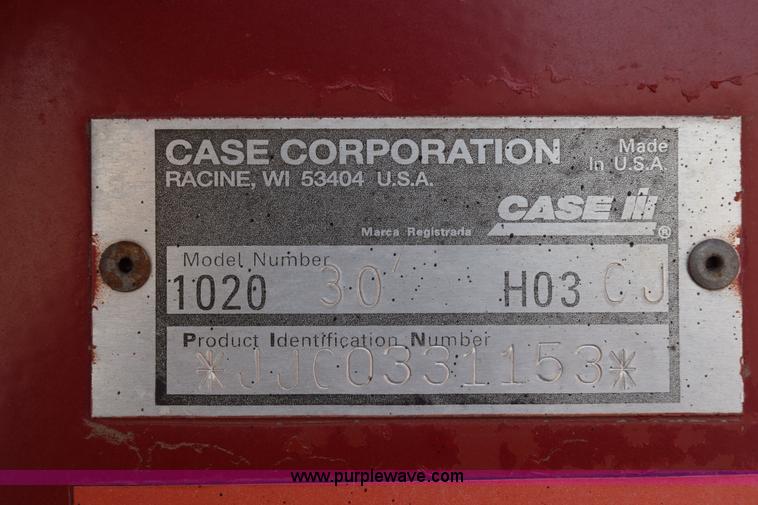 CASE CORPORATION
Made
In U.S.A.
RACINE, WI 53404 U.S.A.
CASE IH
Marca Registrada ®
Model Number
1020 30' H03 CJ
Product Identification Number
*JJC0331153*
www.purplewave.com